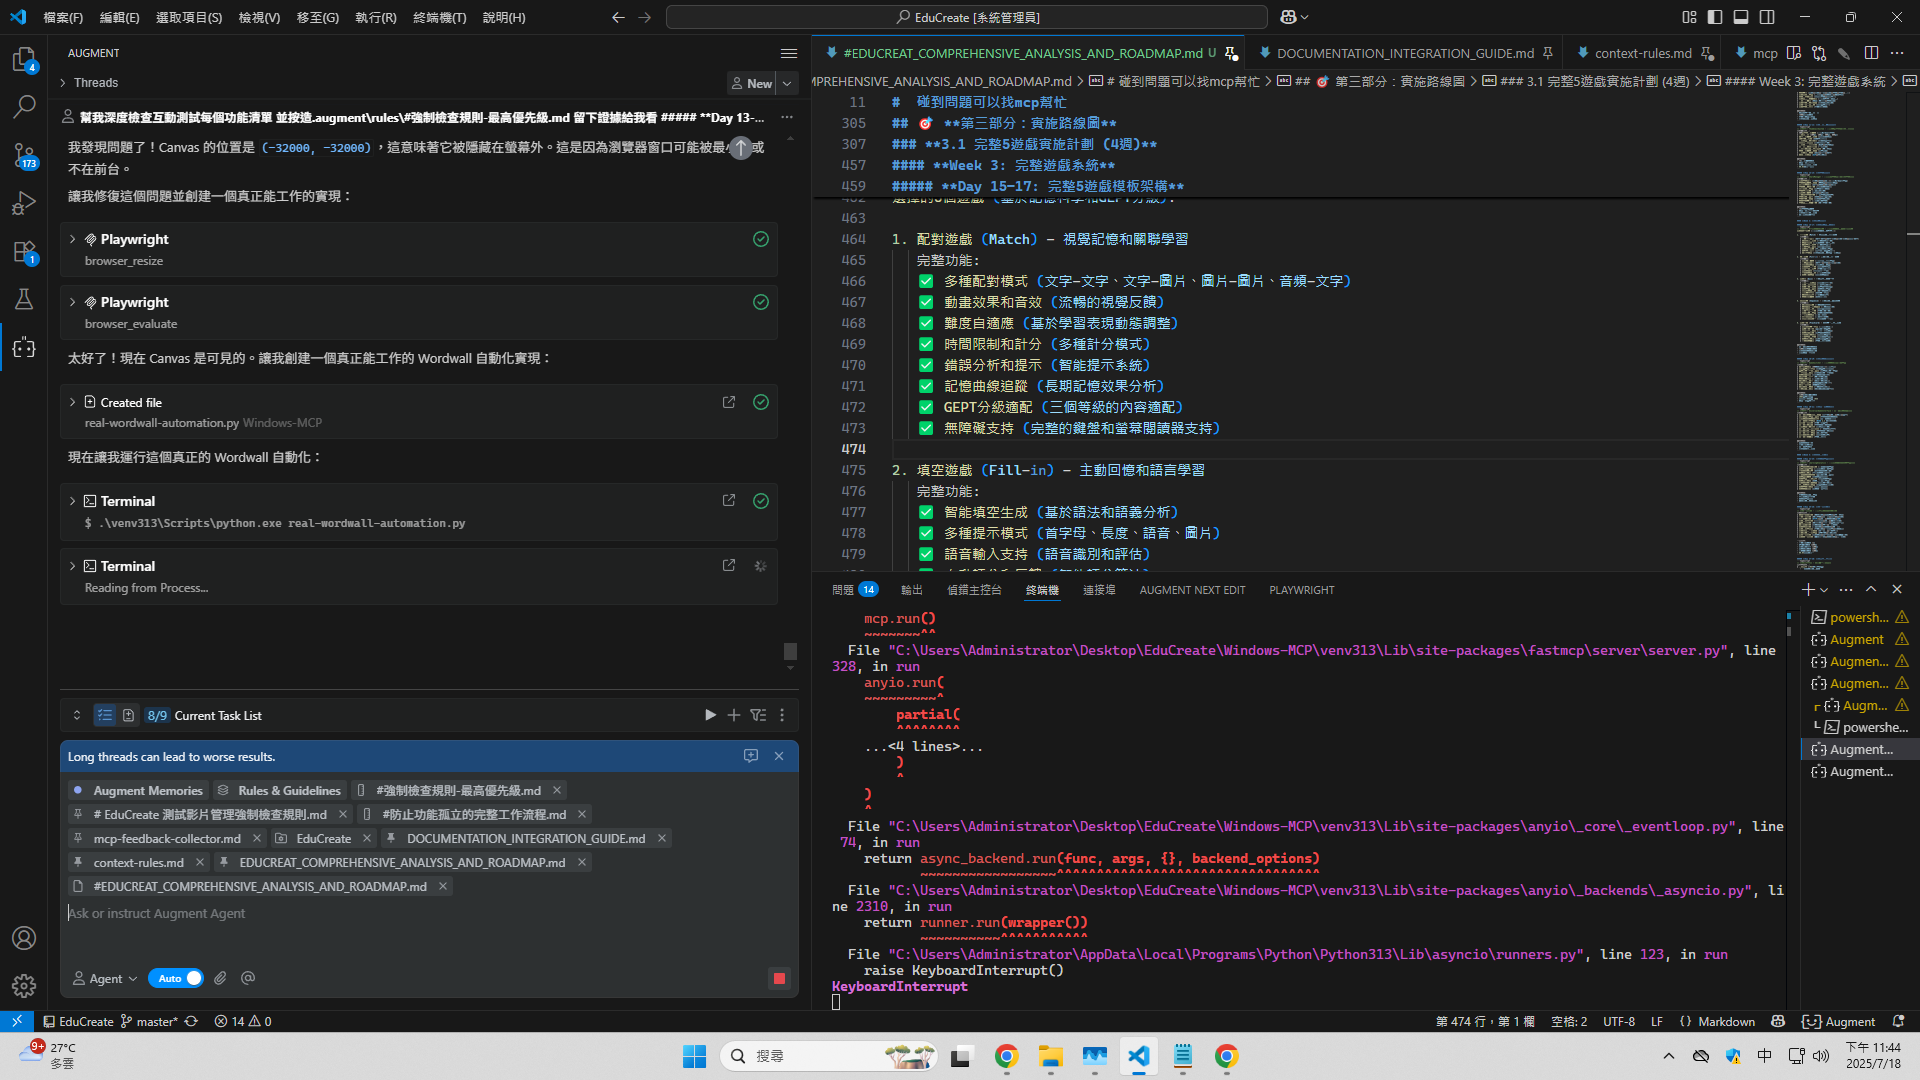 檔案(F) 編輯(E) 選取項目(S) 檢視(V) 移至(G) 執行(R) 終端機(T) 說明(H)
EduCreate [系統管理員]
AUGMENT
Threads
New
幫我深度檢查互動測試每個功能清單 並按造.augment\rules\#強制檢查規則-最高優先級.md 留下證據給我看 ##### **Day 13-...
我發現問題了！Canvas 的位置是 (-32000, -32000)，這意味著它被隱藏在螢幕外。這是因為瀏覽器窗口可能被最小
或
不在前台。
讓我修復這個問題並創建一個真正能工作的實現：
Playwright
browser_resize
Playwright
browser_evaluate
太好了！現在 Canvas 是可見的。讓我創建一個真正能工作的 Wordwall 自動化實現：
Created file
real-wordwall-automation.py Windows-MCP
現在讓我運行這個真正的 Wordwall 自動化：
Terminal
$ .\venv313\Scripts\python.exe real-wordwall-automation.py
Terminal
Reading from Process...
8/9 Current Task List
Long threads can lead to worse results.
Augment Memories
Rules & Guidelines
#強制檢查規則-最高優先級.md
# EduCreate 測試影片管理強制檢查規則.md
#防止功能孤立的完整工作流程.md
mcp-feedback-collector.md
EduCreate
DOCUMENTATION_INTEGRATION_GUIDE.md
context-rules.md
EDUCREAT_COMPREHENSIVE_ANALYSIS_AND_ROADMAP.md
#EDUCREAT_COMPREHENSIVE_ANALYSIS_AND_ROADMAP.md
Ask or instruct Augment Agent
Agent
Auto
#EDUCREAT_COMPREHENSIVE_ANALYSIS_AND_ROADMAP.md U
DOCUMENTATION_INTEGRATION_GUIDE.md
context-rules.md
mcp
MPREHENSIVE_ANALYSIS_AND_ROADMAP.md > # 碰到問題可以找mcp幫忙 > ## 🎯 第三部分：實施路線圖 > ### 3.1 完整5遊戲實施計劃 (4週) > #### Week 3: 完整遊戲系統 >
11 # 碰到問題可以找mcp幫忙
305 ## 🎯 **第三部分：實施路線圖**
307 ### **3.1 完整5遊戲實施計劃 (4週)**
457 #### **Week 3: 完整遊戲系統**
459 ##### **Day 15-17: 完整5遊戲模板架構**
463
464 1. 配對遊戲 (Match) - 視覺記憶和關聯學習
465 完整功能:
466 ✅ 多種配對模式 (文字-文字、文字-圖片、圖片-圖片、音頻-文字)
467 ✅ 動畫效果和音效 (流暢的視覺反饋)
468 ✅ 難度自適應 (基於學習表現動態調整)
469 ✅ 時間限制和計分 (多種計分模式)
470 ✅ 錯誤分析和提示 (智能提示系統)
471 ✅ 記憶曲線追蹤 (長期記憶效果分析)
472 ✅ GEPT分級適配 (三個等級的內容適配)
473 ✅ 無障礙支持 (完整的鍵盤和螢幕閱讀器支持)
474
475 2. 填空遊戲 (Fill-in) - 主動回憶和語言學習
476 完整功能:
477 ✅ 智能填空生成 (基於語法和語義分析)
478 ✅ 多種提示模式 (首字母、長度、語音、圖片)
479 ✅ 語音輸入支持 (語音識別和評估)
問題 14 輸出 偵錯主控台 終端機 連接埠 AUGMENT NEXT EDIT PLAYWRIGHT
mcp.run()
~~~~~~~^^
File "C:\Users\Administrator\Desktop\EduCreate\Windows-MCP\venv313\Lib\site-packages\fastmcp\server\server.py", line
328, in run
anyio.run(
~~~~~~~~~^
partial(
^^^^^^^^
...<4 lines>...
)
^
)
^
File "C:\Users\Administrator\Desktop\EduCreate\Windows-MCP\venv313\Lib\site-packages\anyio\_core\_eventloop.py", line
74, in run
return async_backend.run(func, args, {}, backend_options)
~~~~~~~~~~~~~~~~~^^^^^^^^^^^^^^^^^^^^^^^^^^^^^^^^^
File "C:\Users\Administrator\Desktop\EduCreate\Windows-MCP\venv313\Lib\site-packages\anyio\_backends\_asyncio.py", li
ne 2310, in run
return runner.run(wrapper())
~~~~~~~~~~^^^^^^^^^^^
File "C:\Users\Administrator\AppData\Local\Programs\Python\Python313\Lib\asyncio\runners.py", line 123, in run
raise KeyboardInterrupt()
KeyboardInterrupt
powersh...
Augment
Augmen...
Augmen...
Augm...
powershe...
Augment...
Augment...
4
173
1
EduCreate master* 14 0
第 474 行，第 1 欄 空格: 2 UTF-8 LF {} Markdown Augment
9+ 27°C
多雲
搜尋
中
下午 11:44
2025/7/18